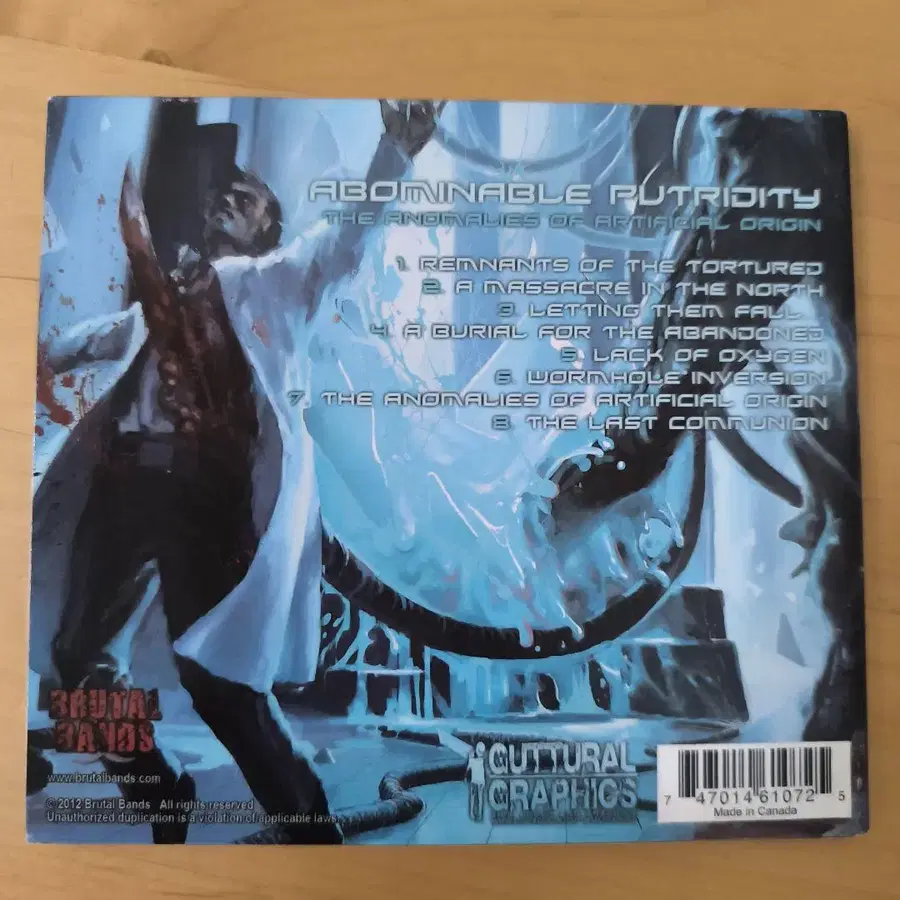 ABOMINABLE PUTRIDITY
THE ANOMALIES OF ARTIFICIAL ORIGIN
1. REMNANTS OF THE TORTURED
2. A MASSACRE IN THE NORTH
3. LETTING THEM FALL
4. A BURIAL FOR THE ABANDONED
5. LACK OF OXYGEN
6. WORMHOLE INVERSION
7. THE ANOMALIES OF ARTIFICIAL ORIGIN
8. THE LAST COMMUNION
BRUTAL
BANDS
www.brutalbands.com
© 2012 Brutal Bands All rights reserved
Unauthorized duplication is a violation of applicable laws.
GUTTURAL
GRAPHICS
7 47014 61072 5
Made in Canada